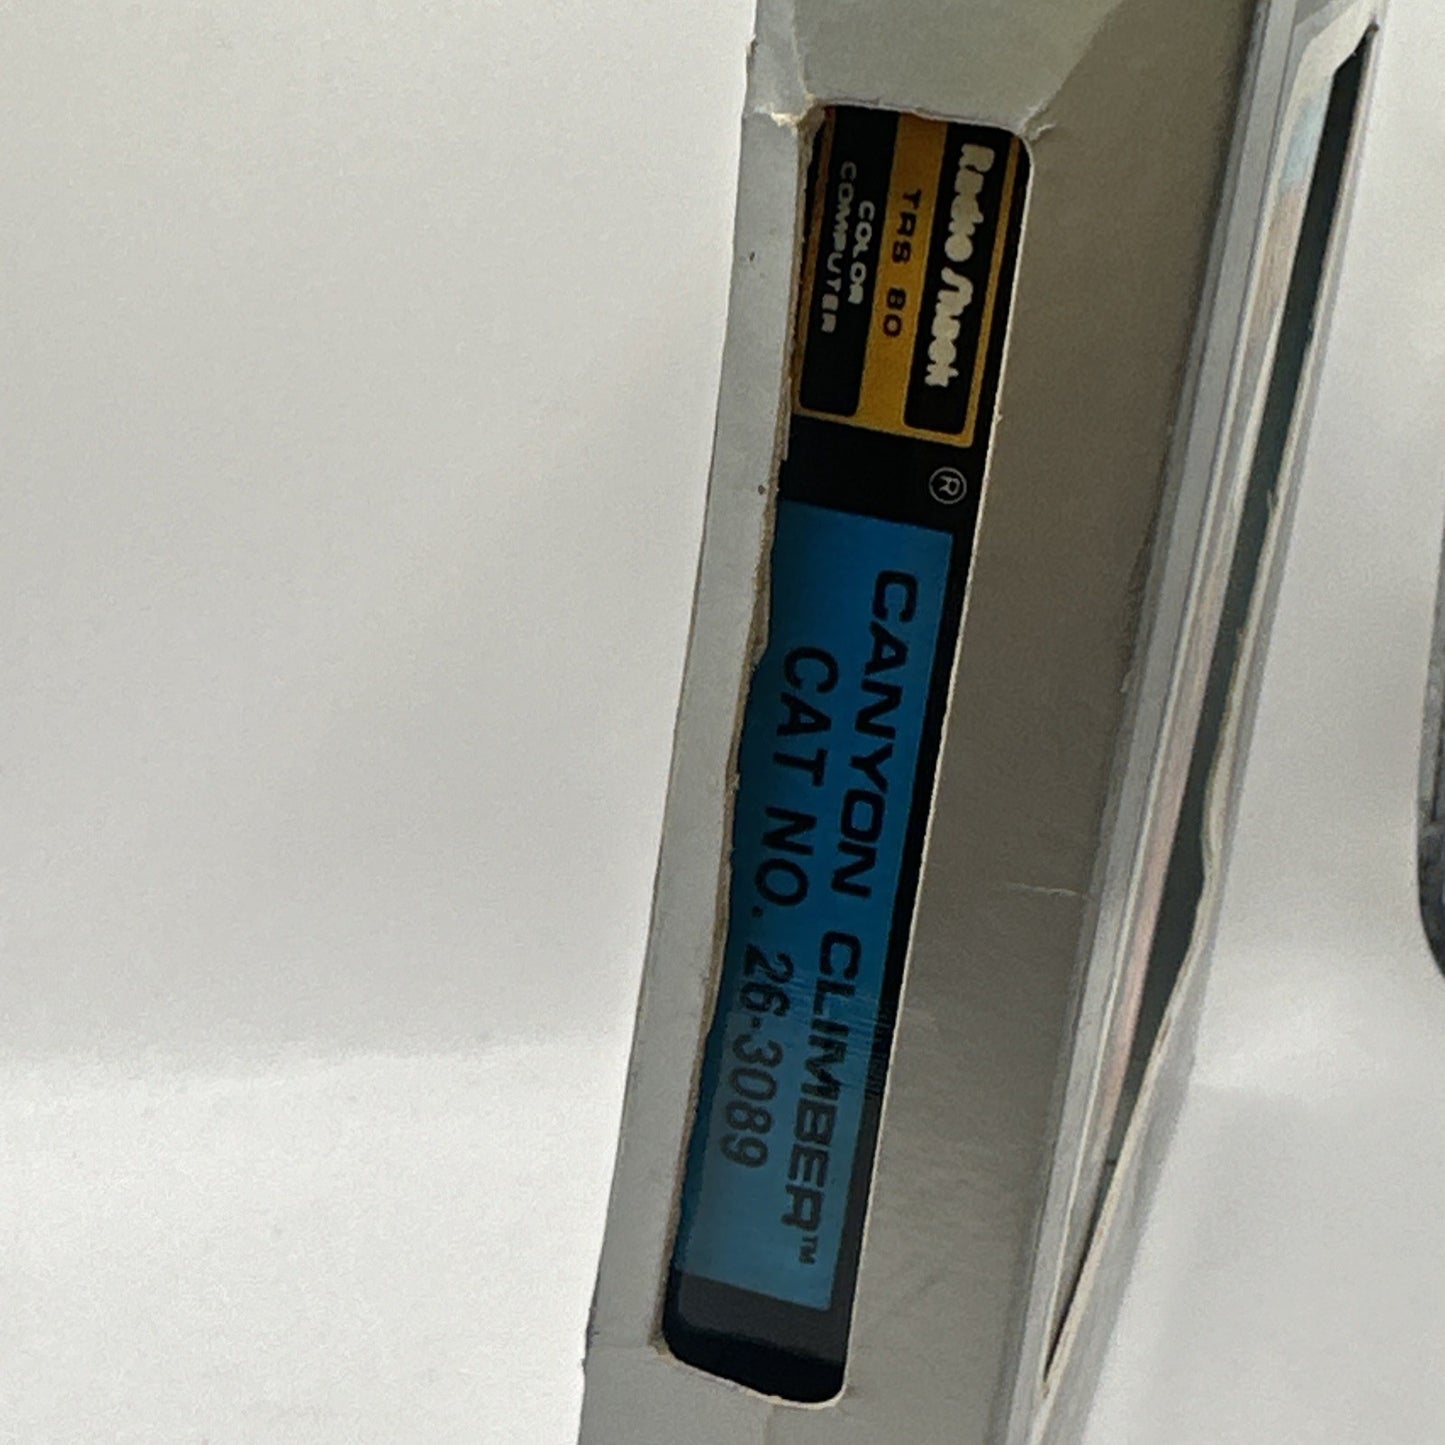 Radio Shack
TRS 80
COLOR
COMPUTER
®
CANYON CLIMBER™
CAT NO. 26-3089